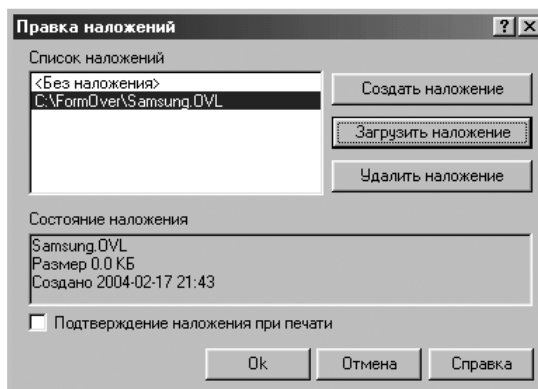 Правка наложений
Список наложений
<Без наложения>
C:\FormOver\Samsung.OVL
Создать наложение
Загрузить наложение
Удалить наложение
Состояние наложения
Samsung.OVL
Размер 0.0 КБ
Создано 2004-02-17 21:43
Подтверждение наложения при печати
Ok
Отмена
Справка